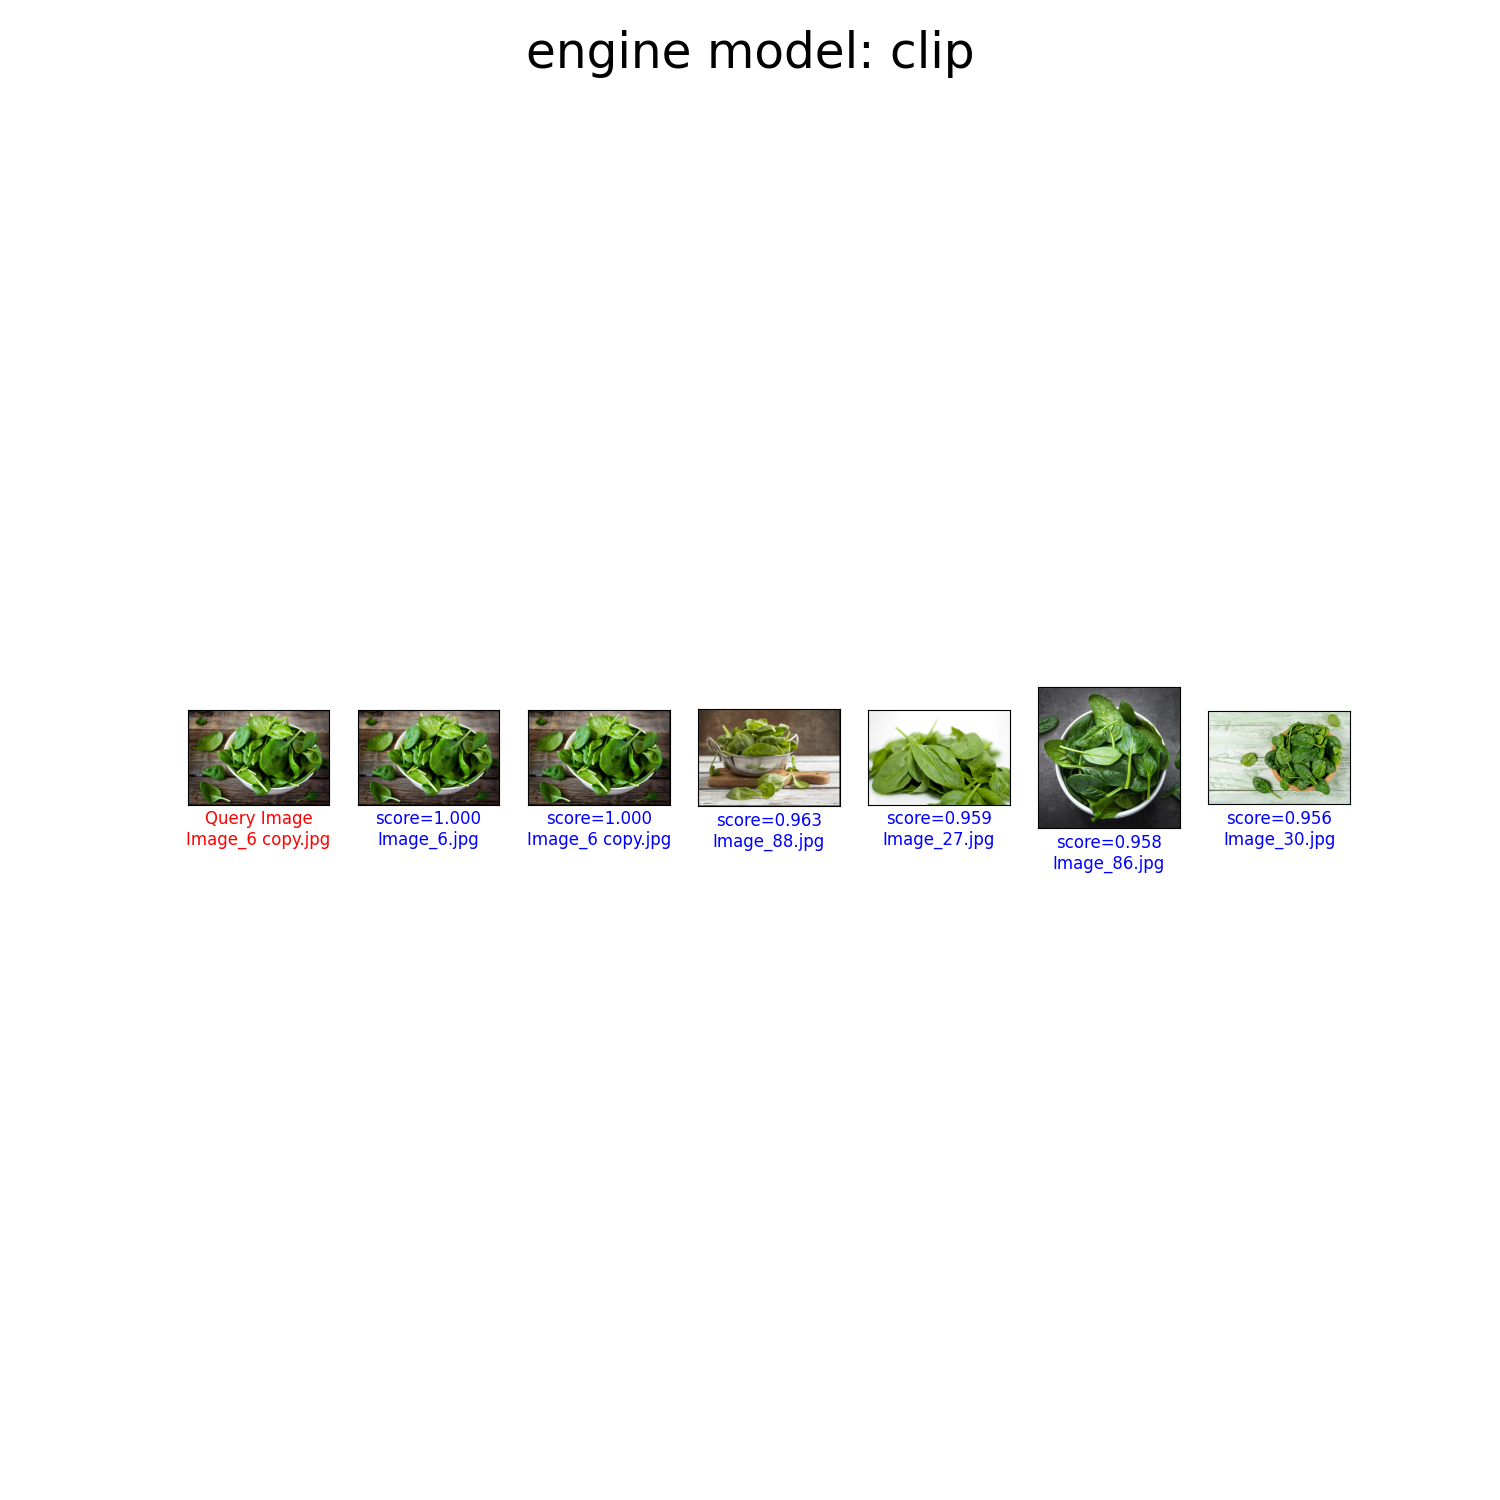 engine model: clip
Query Image
Image_6 copy.jpg
score=1.000
Image_6.jpg
score=1.000
Image_6 copy.jpg
score=0.963
Image_88.jpg
score=0.959
Image_27.jpg
score=0.958
Image_86.jpg
score=0.956
Image_30.jpg